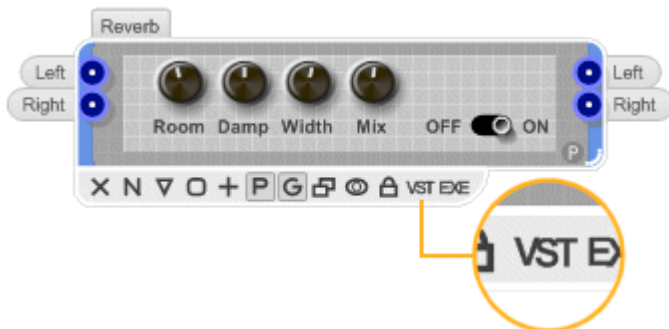 Reverb
Left
Right
Room Damp Width Mix OFF ON
Left
Right
P
N P G VST EXE
VST EX